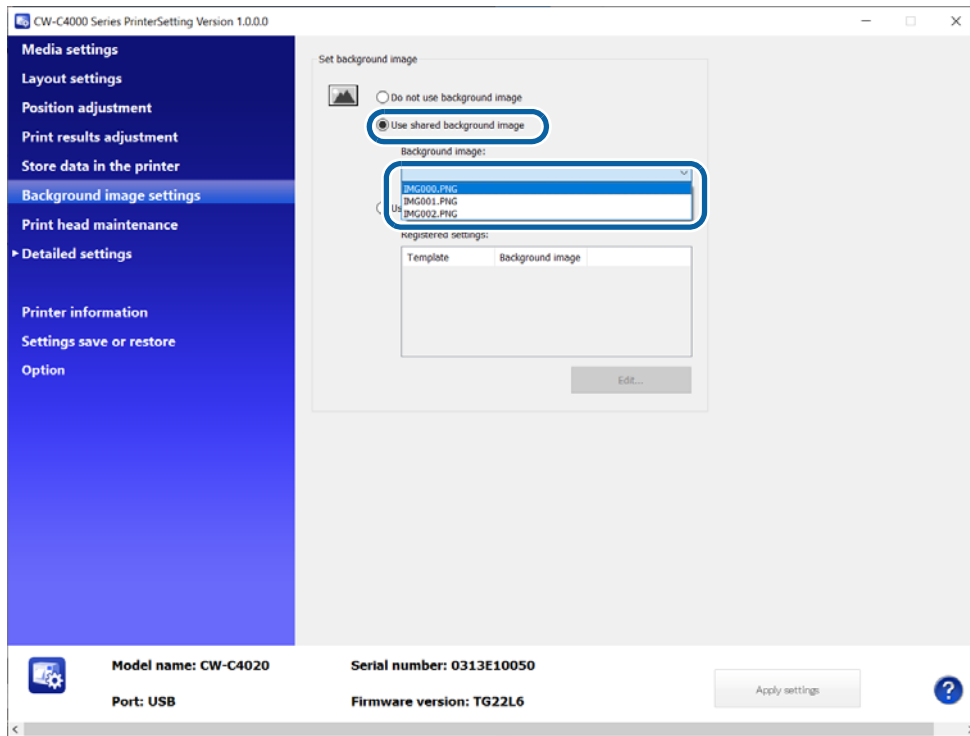 CW-C4000 Series PrinterSetting Version 1.0.0.0
Media settings
Layout settings
Position adjustment
Print results adjustment
Store data in the printer
Background image settings
Print head maintenance
Detailed settings
Printer information
Settings save or restore
Option
Set background image
Do not use background image
Use shared background image
Background image:
IMG000.PNG
IMG001.PNG
IMG002.PNG
Registered settings:
Template Background image
Edit...
Model name: CW-C4020 Serial number: 0313E10050
Port: USB Firmware version: TG22L6
Apply settings
?